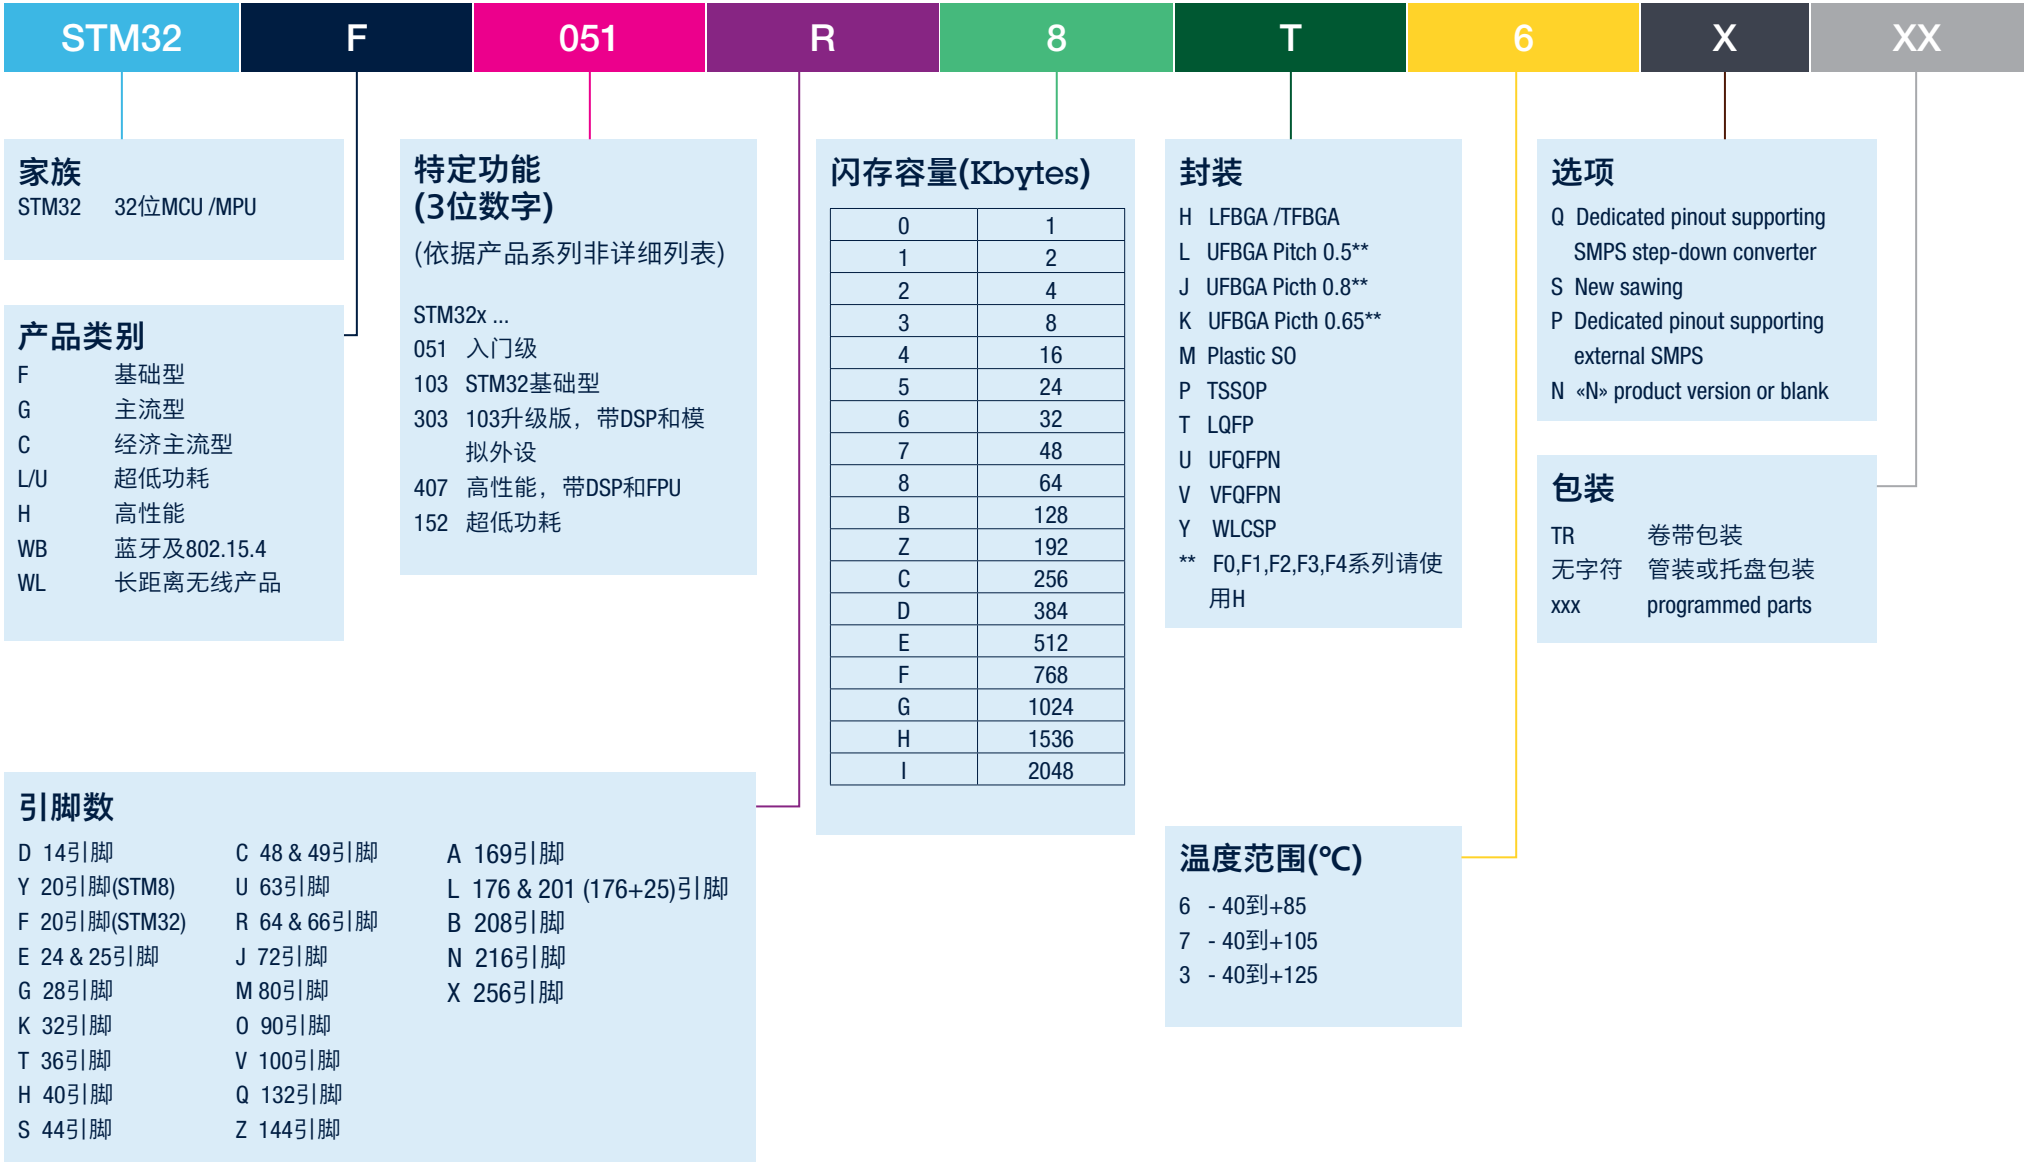 STM32 F 051 R 8 T 6 X XX
家族
STM32 32位MCU /MPU
产品类别
F 基础型
G 主流型
C 经济主流型
L/U 超低功耗
H 高性能
WB 蓝牙及802.15.4
WL 长距离无线产品
特定功能
(3位数字)
(依据产品系列非详细列表)
STM32x ...
051 入门级
103 STM32基础型
303 103升级版，带DSP和模
拟外设
407 高性能，带DSP和FPU
152 超低功耗
闪存容量(Kbytes)
0 1
1 2
2 4
3 8
4 16
5 24
6 32
7 48
8 64
B 128
Z 192
C 256
D 384
E 512
F 768
G 1024
H 1536
I 2048
封装
H LFBGA /TFBGA
L UFBGA Pitch 0.5**
J UFBGA Picth 0.8**
K UFBGA Picth 0.65**
M Plastic SO
P TSSOP
T LQFP
U UFQFPN
V VFQFPN
Y WLCSP
** F0,F1,F2,F3,F4系列请使
用H
选项
Q Dedicated pinout supporting
SMPS step-down converter
S New sawing
P Dedicated pinout supporting
external SMPS
N «N» product version or blank
包装
TR 卷带包装
无字符 管装或托盘包装
xxx programmed parts
引脚数
D 14引脚
Y 20引脚(STM8)
F 20引脚(STM32)
E 24 & 25引脚
G 28引脚
K 32引脚
T 36引脚
H 40引脚
S 44引脚
C 48 & 49引脚
U 63引脚
R 64 & 66引脚
J 72引脚
M 80引脚
O 90引脚
V 100引脚
Q 132引脚
Z 144引脚
A 169引脚
L 176 & 201 (176+25)引脚
B 208引脚
N 216引脚
X 256引脚
温度范围(℃)
6 - 40到+85
7 - 40到+105
3 - 40到+125